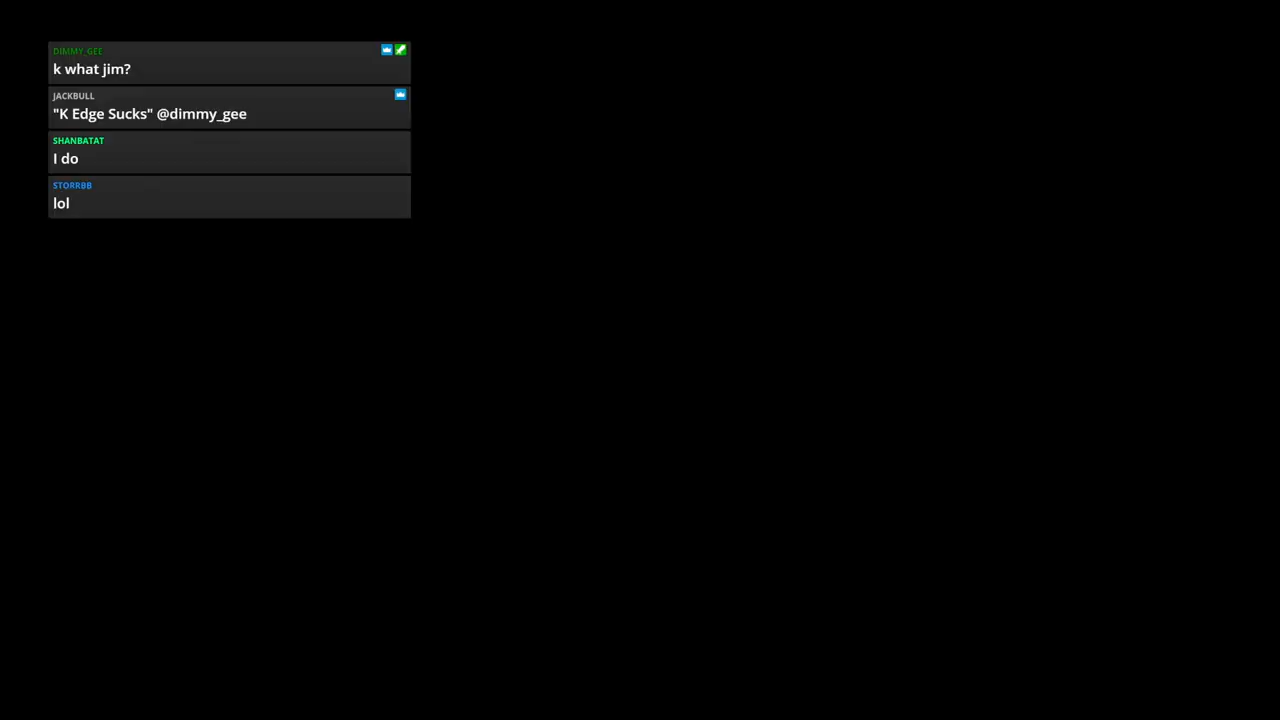 DIMMY_GEE
k what jim?
JACKBULL
"K Edge Sucks" @dimmy_gee
SHANBATAT
I do
STORRBB
lol